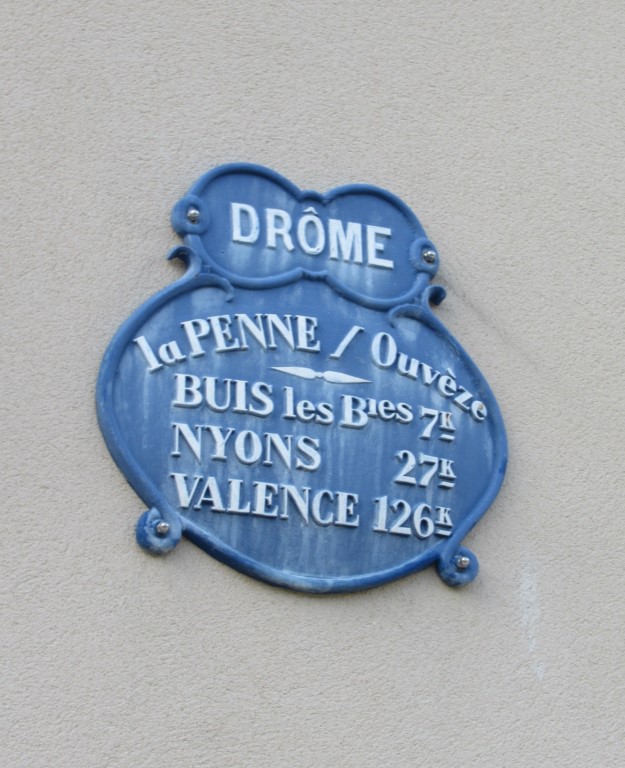 DRÔME
la PENNE / Ouvèze
BUIS les Bies 7K
NYONS 27K
VALENCE 126K